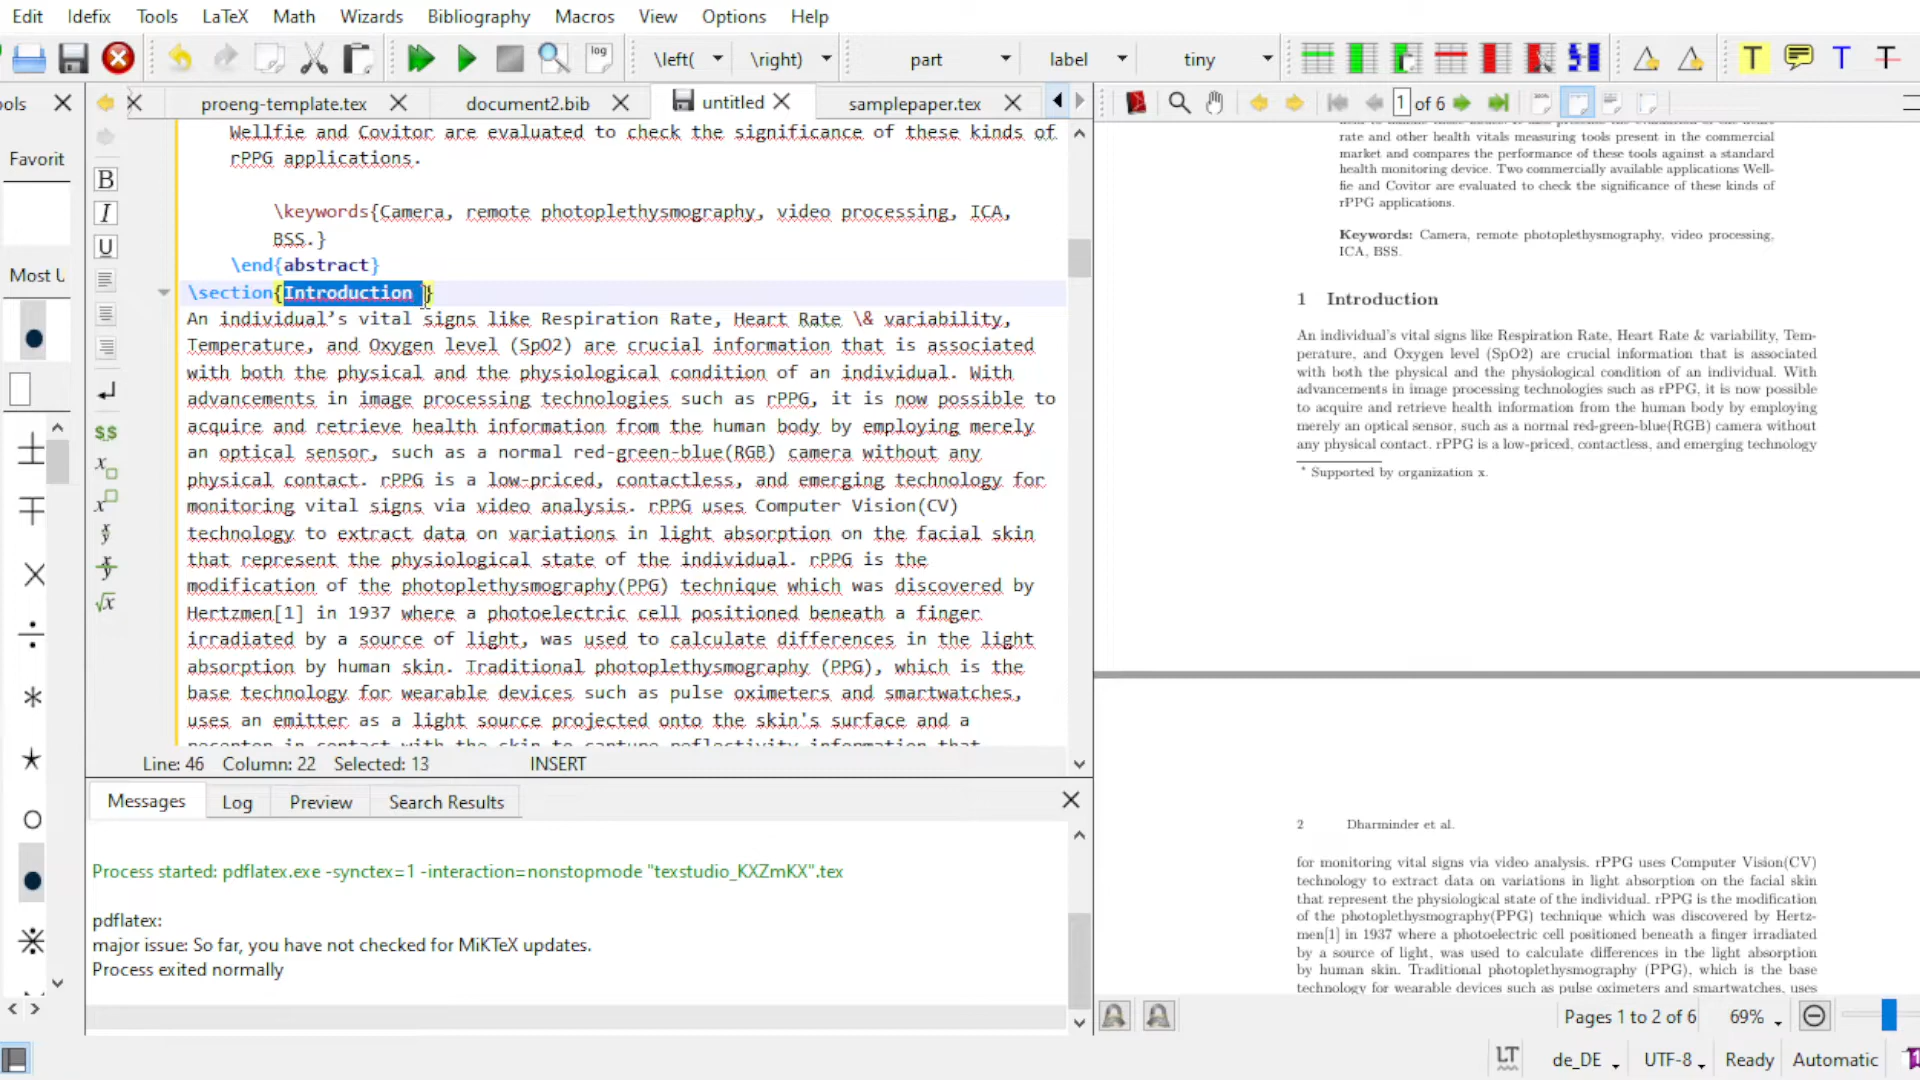 Edit Idefix Tools LaTeX Math Wizards Bibliography Macros View Options Help
log \left( \right) part label tiny T T T
ools proeng-template.tex document2.bib untitled samplepaper.tex 1 of 6
Favorit
Most U
B
I
U
$$
Wellfie and Covitor are evaluated to check the significance of these kinds of
rPPG applications.
\keywords{Camera, remote photoplethysmography, video processing, ICA,
BSS.}
\end{abstract}
\section{Introduction }
An individual’s vital signs like Respiration Rate, Heart Rate \& variability,
Temperature, and Oxygen level (SpO2) are crucial information that is associated
with both the physical and the physiological condition of an individual. With
advancements in image processing technologies such as rPPG, it is now possible to
acquire and retrieve health information from the human body by employing merely
an optical sensor, such as a normal red-green-blue(RGB) camera without any
physical contact. rPPG is a low-priced, contactless, and emerging technology for
monitoring vital signs via video analysis. rPPG uses Computer Vision(CV)
technology to extract data on variations in light absorption on the facial skin
that represent the physiological state of the individual. rPPG is the
modification of the photoplethysmography(PPG) technique which was discovered by
Hertzmen[1] in 1937 where a photoelectric cell positioned beneath a finger
irradiated by a source of light, was used to calculate differences in the light
absorption by human skin. Traditional photoplethysmography (PPG), which is the
base technology for wearable devices such as pulse oximeters and smartwatches,
uses an emitter as a light source projected onto the skin's surface and a
receptor in contact with the skin to capture reflectivity information that
Line: 46 Column: 22 Selected: 13 INSERT
Messages Log Preview Search Results
Process started: pdflatex.exe -synctex=1 -interaction=nonstopmode "texstudio_KXZmKX".tex
pdflatex:
major issue: So far, you have not checked for MiKTeX updates.
Process exited normally
rate and other health vitals measuring tools present in the commercial
market and compares the performance of these tools against a standard
health monitoring device. Two commercially available applications Well-
fie and Covitor are evaluated to check the significance of these kinds of
rPPG applications.
Keywords: Camera, remote photoplethysmography, video processing,
ICA, BSS.
1 Introduction
An individual's vital signs like Respiration Rate, Heart Rate & variability, Tem-
perature, and Oxygen level (SpO2) are crucial information that is associated
with both the physical and the physiological condition of an individual. With
advancements in image processing technologies such as rPPG, it is now possible
to acquire and retrieve health information from the human body by employing
merely an optical sensor, such as a normal red-green-blue(RGB) camera without
any physical contact. rPPG is a low-priced, contactless, and emerging technology
* Supported by organization x.
2 Dharminder et al.
for monitoring vital signs via video analysis. rPPG uses Computer Vision(CV)
technology to extract data on variations in light absorption on the facial skin
that represent the physiological state of the individual. rPPG is the modification
of the photoplethysmography(PPG) technique which was discovered by Hertz-
men[1] in 1937 where a photoelectric cell positioned beneath a finger irradiated
by a source of light, was used to calculate differences in the light absorption
by human skin. Traditional photoplethysmography (PPG), which is the base
technology for wearable devices such as pulse oximeters and smartwatches, uses
Pages 1 to 2 of 6 69%
LT de_DE UTF-8 Ready Automatic